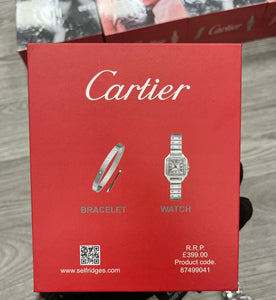 Cartier
BRACELET
WATCH
R.R.P.
£399.00
Product code.
87499041
www.selfridges.com